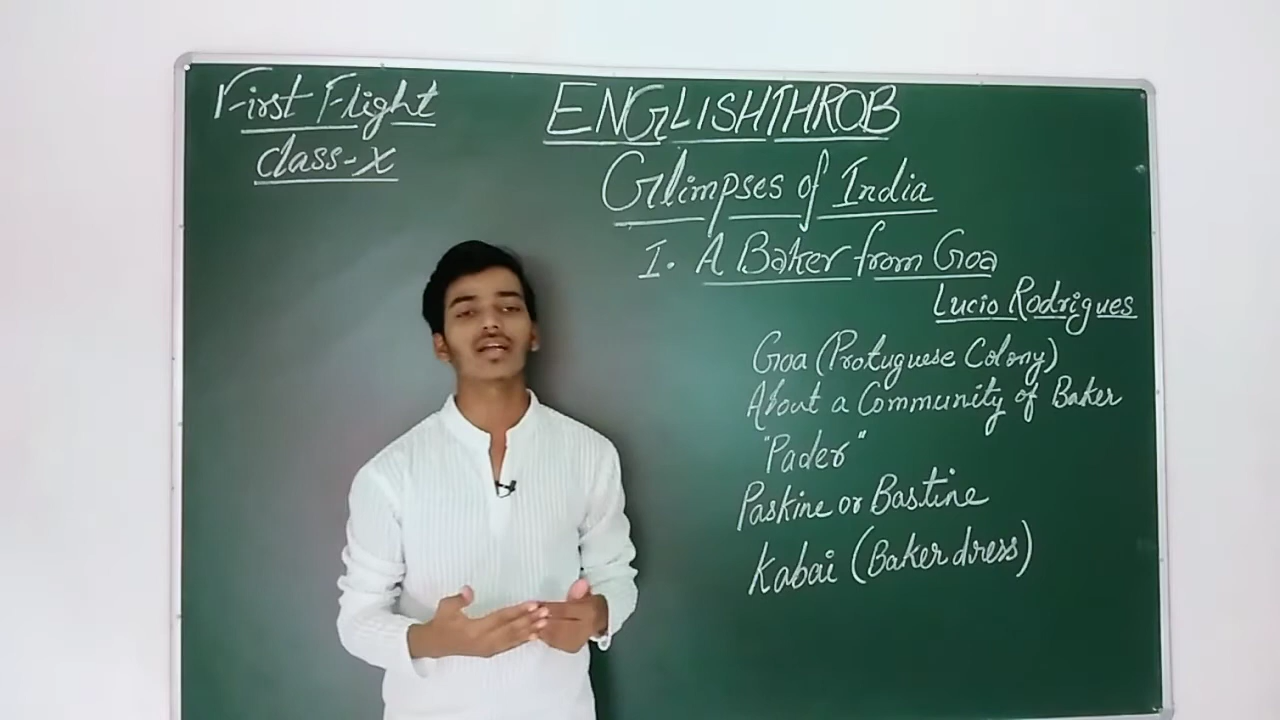 First Flight
Class-X
ENGLISHTHROB
Glimpses of India
I. A Baker from Goa
Lucio Rodrigues
Goa (Protuguese Colony)
About a Community of Baker
"Pader"
Paskine or Bastine
Kabai (Baker dress)